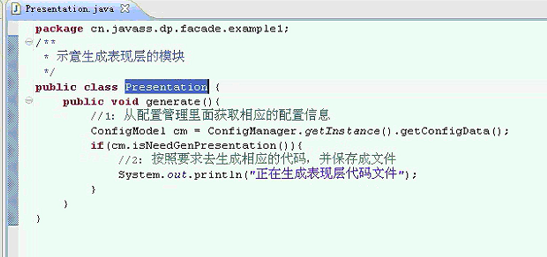 Presentation.java
package cn.javass.dp.facade.example1;
/**
 * 示意生成表现层的模块
 */
public class Presentation {
    public void generate(){
        //1: 从配置管理里面获取相应的配置信息
        ConfigModel cm = ConfigManager.getInstance().getConfigData();
        if(cm.isNeedGenPresentation()){
            //2: 按照要求去生成相应的代码，并保存成文件
            System.out.println("正在生成表现层代码文件");
        }
    }
}